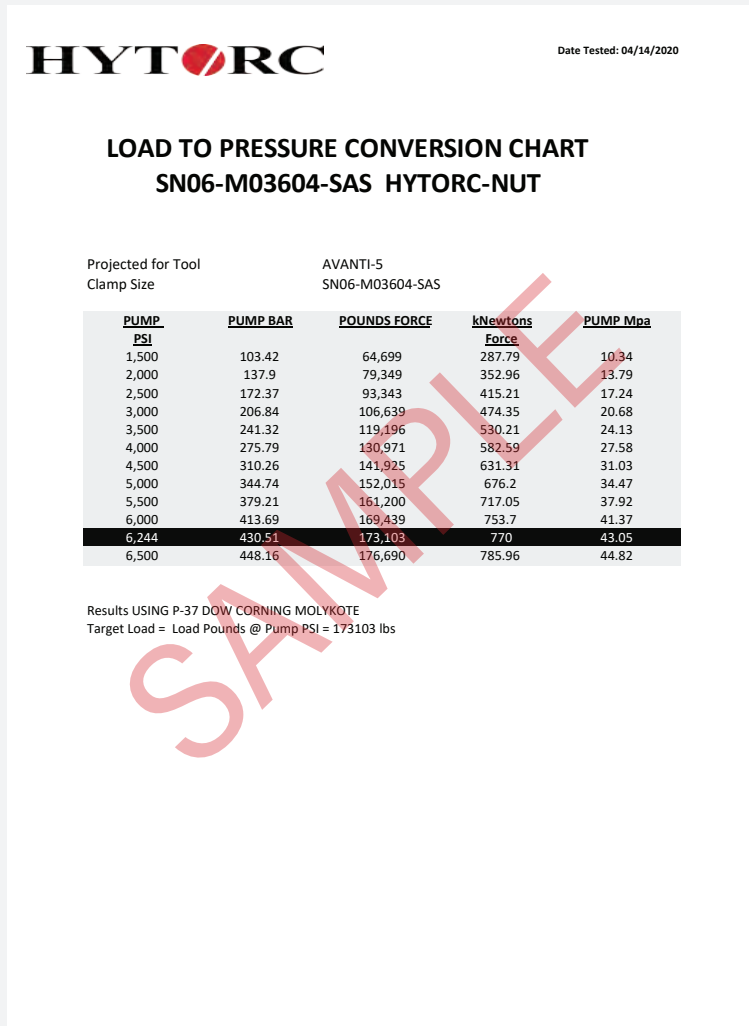 HYTORC
Date Tested: 04/14/2020
LOAD TO PRESSURE CONVERSION CHART
SN06-M03604-SAS HYTORC-NUT
Projected for Tool AVANTI-5
Clamp Size SN06-M03604-SAS
PUMP PUMP BAR POUNDS FORCE kNewtons PUMP Mpa
PSI Force
1,500 103.42 64,699 287.79 10.34
2,000 137.9 79,349 352.96 13.79
2,500 172.37 93,343 415.21 17.24
3,000 206.84 106,639 474.35 20.68
3,500 241.32 119,196 530.21 24.13
4,000 275.79 130,971 582.59 27.58
4,500 310.26 141,925 631.31 31.03
5,000 344.74 152,015 676.2 34.47
5,500 379.21 161,200 717.05 37.92
6,000 413.69 169,439 753.7 41.37
6,244 430.51 173,103 770 43.05
6,500 448.16 176,690 785.96 44.82
Results USING P-37 DOW CORNING MOLYKOTE
Target Load = Load Pounds @ Pump PSI = 173103 lbs
SAMPLE